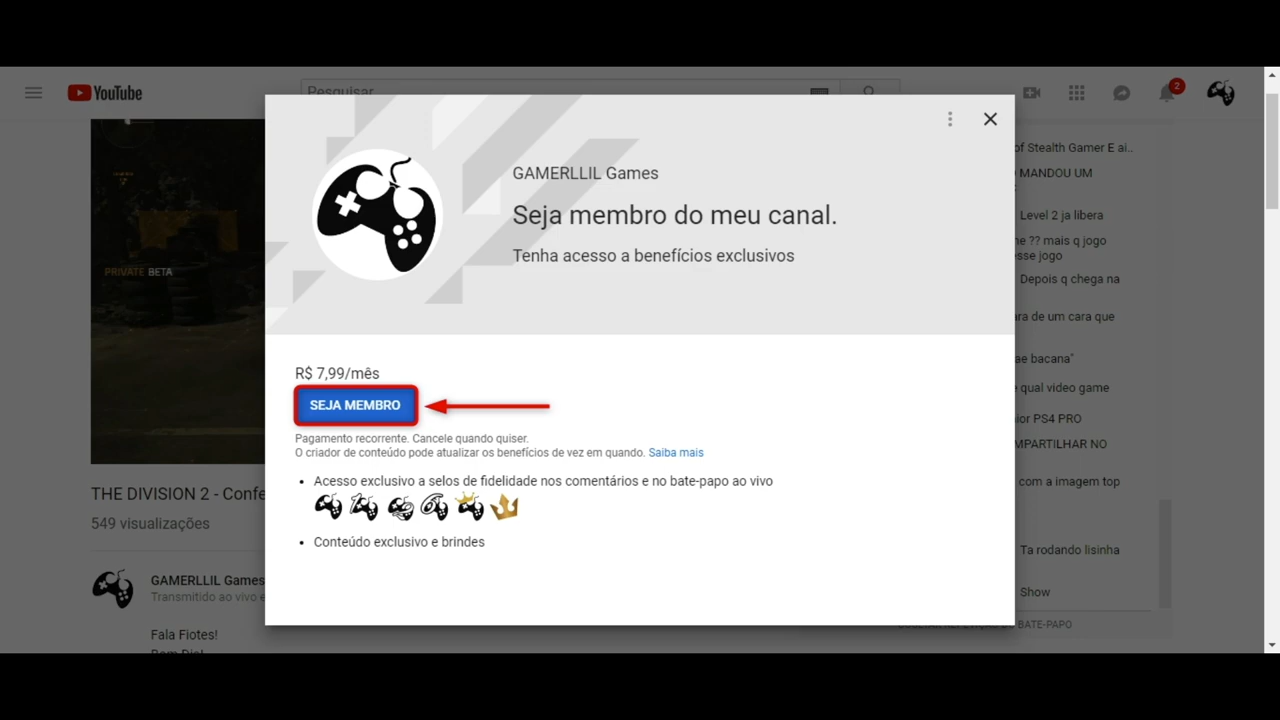 YouTube
Pesquisar
2
PRIVATE BETA
THE DIVISION 2 - Confe
549 visualizações
GAMERLLIL Games
Transmitido ao vivo e
Fala Fiotes!
Bom Dia!
GAMERLLIL Games
Seja membro do meu canal.
Tenha acesso a benefícios exclusivos
R$ 7,99/mês
SEJA MEMBRO
Pagamento recorrente. Cancele quando quiser.
O criador de conteúdo pode atualizar os benefícios de vez em quando. Saiba mais
• Acesso exclusivo a selos de fidelidade nos comentários e no bate-papo ao vivo
• Conteúdo exclusivo e brindes
of Stealth Gamer E ai..
MANDOU UM
Level 2 ja libera
?? mais q jogo
esse jogo
Depois q chega na
de um cara que
bacana"
qual video game
PS4 PRO
NO
com a imagem top
Ta rodando lisinha
Show
BATE-PAPO